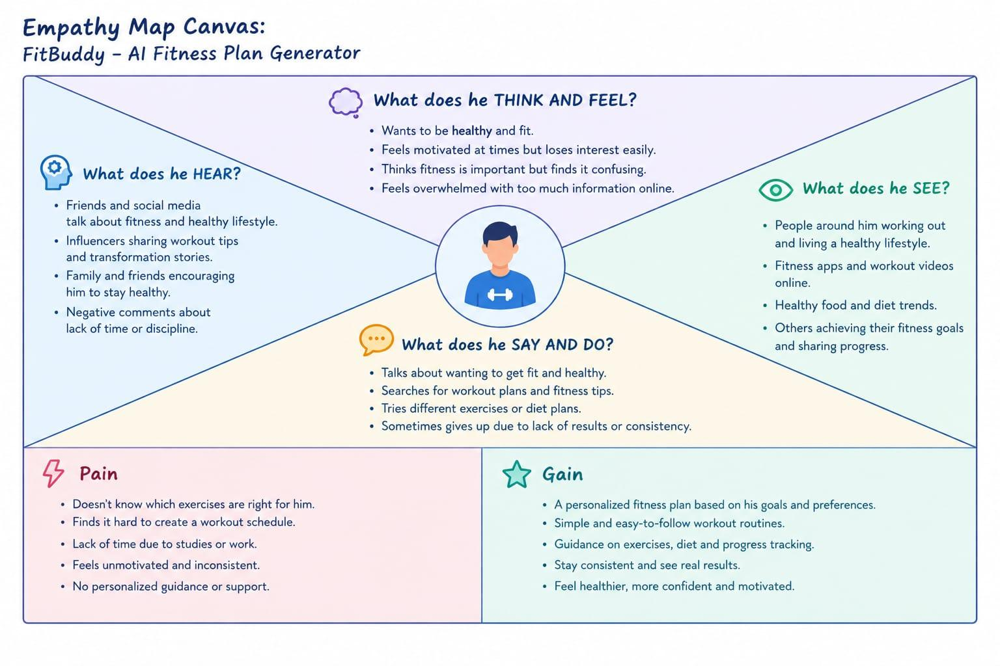 Empathy Map Canvas:
FitBuddy – AI Fitness Plan Generator
What does he THINK AND FEEL?
• Wants to be healthy and fit.
• Feels motivated at times but loses interest easily.
• Thinks fitness is important but finds it confusing.
• Feels overwhelmed with too much information online.
What does he HEAR?
• Friends and social media
talk about fitness and healthy lifestyle.
• Influencers sharing workout tips
and transformation stories.
• Family and friends encouraging
him to stay healthy.
• Negative comments about
lack of time or discipline.
What does he SEE?
• People around him working out
and living a healthy lifestyle.
• Fitness apps and workout videos
online.
• Healthy food and diet trends.
• Others achieving their fitness goals
and sharing progress.
What does he SAY AND DO?
• Talks about wanting to get fit and healthy.
• Searches for workout plans and fitness tips.
• Tries different exercises or diet plans.
• Sometimes gives up due to lack of results or consistency.
Pain
• Doesn't know which exercises are right for him.
• Finds it hard to create a workout schedule.
• Lack of time due to studies or work.
• Feels unmotivated and inconsistent.
• No personalized guidance or support.
Gain
• A personalized fitness plan based on his goals and preferences.
• Simple and easy-to-follow workout routines.
• Guidance on exercises, diet and progress tracking.
• Stay consistent and see real results.
• Feel healthier, more confident and motivated.